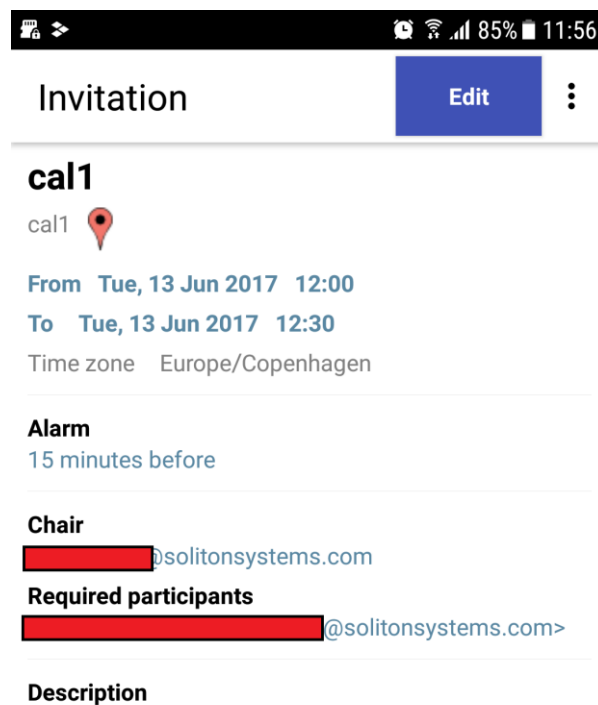 85% 11:56
Invitation Edit
cal1
cal1
From Tue, 13 Jun 2017 12:00
To Tue, 13 Jun 2017 12:30
Time zone Europe/Copenhagen
Alarm
15 minutes before
Chair
@solitonsystems.com
Required participants
@solitonsystems.com>
Description